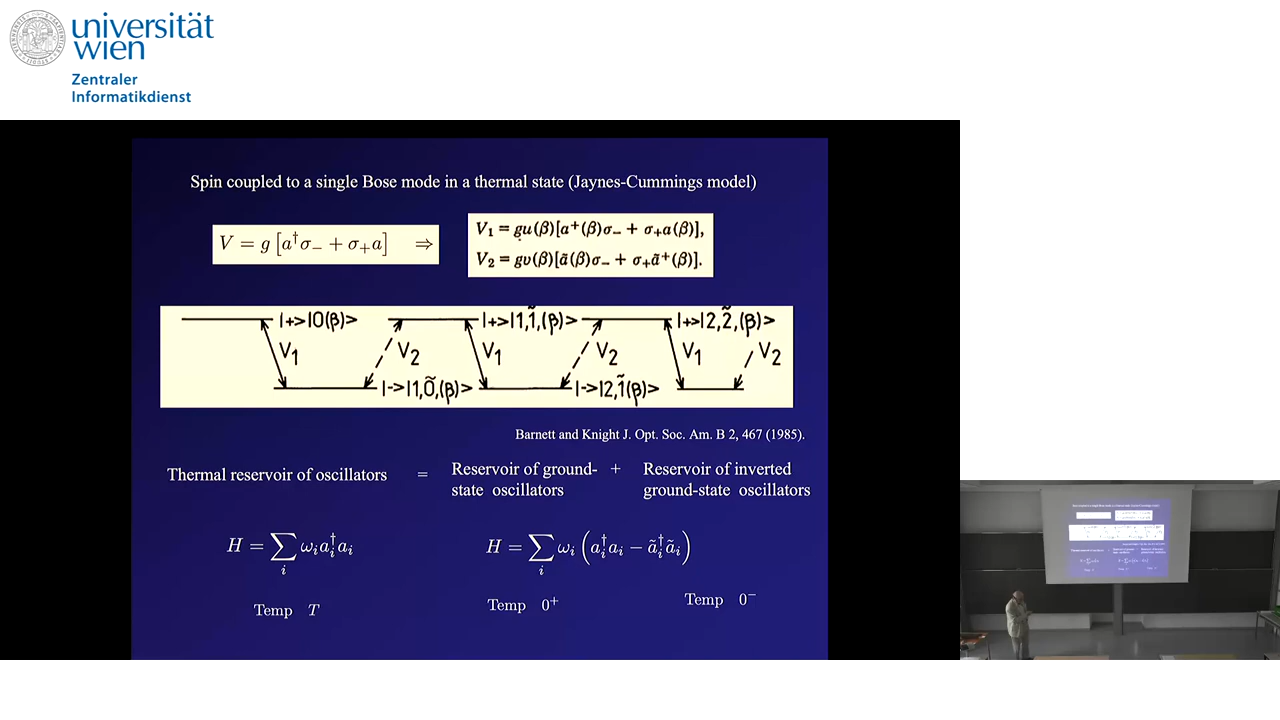 universität
wien
Zentraler
Informatikdienst
Spin coupled to a single Bose mode in a thermal state (Jaynes-Cummings model)
V = g [a†σ₋ + σ₊a] ⇒
V₁ = gu(β)[a⁺(β)σ₋ + σ₊a(β)],
V₂ = gυ(β)[ã(β)σ₋ + σ₊ã⁺(β)].
|+>|0(β)> |+>|1,1̃,(β)> |+>|2,2̃,(β)>
V₁ V₂ V₁ V₂ V₁ V₂
|->|1,0̃,(β)> |->|2,1̃(β)>
Barnett and Knight J. Opt. Soc. Am. B 2, 467 (1985).
Thermal reservoir of oscillators = Reservoir of ground- + Reservoir of inverted
state oscillators ground-state oscillators
H = ∑ᵢ ωᵢaᵢ†aᵢ H = ∑ᵢ ωᵢ (aᵢ†aᵢ − ãᵢ†ãᵢ)
Temp T Temp 0⁺ Temp 0⁻